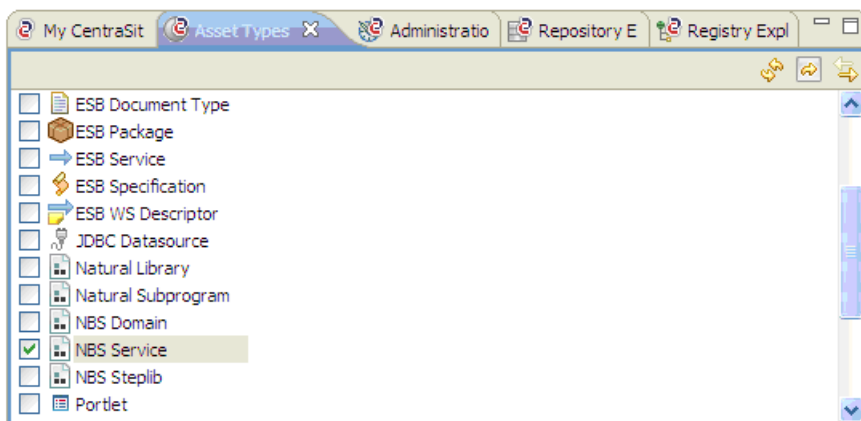 My CentraSit Asset Types Administratio Repository E Registry Expl
ESB Document Type
ESB Package
ESB Service
ESB Specification
ESB WS Descriptor
JDBC Datasource
Natural Library
Natural Subprogram
NBS Domain
NBS Service
NBS Steplib
Portlet